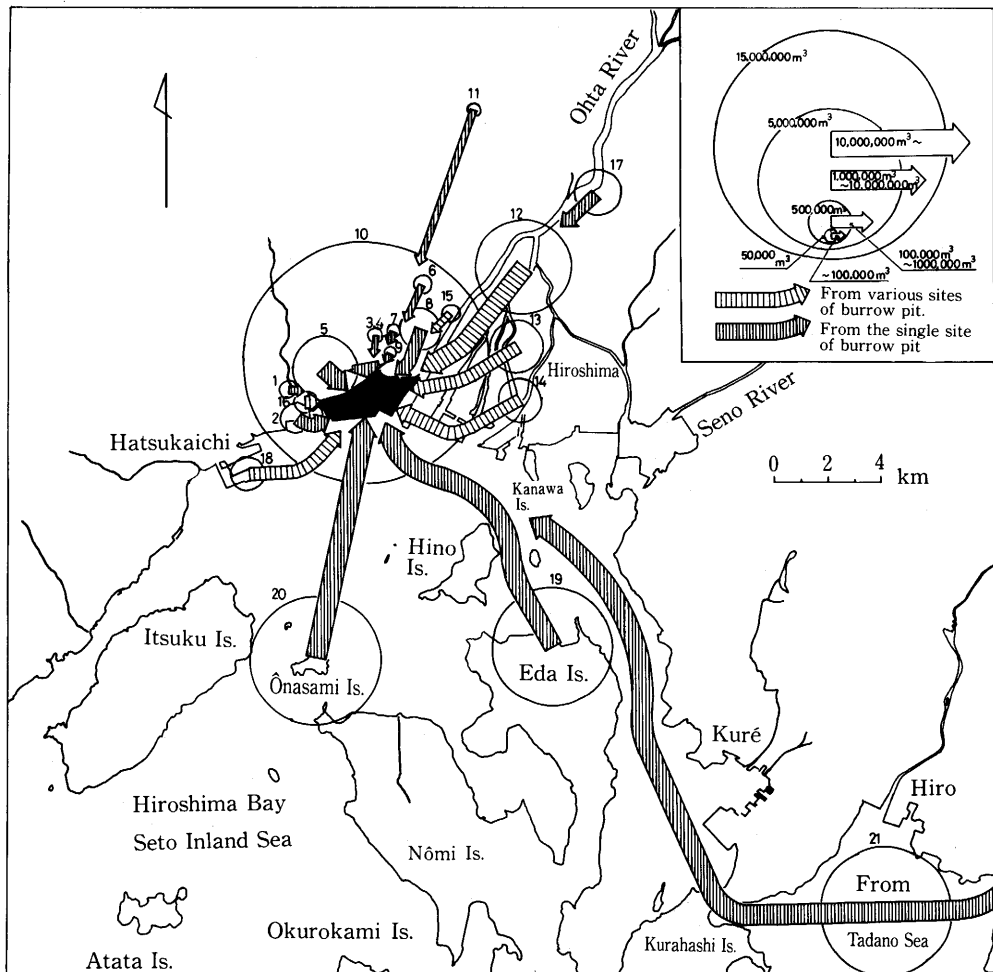 Ohta River
11
17
12
10
6
8
15
3
4
7
9
13
5
14
1
16
2
Hiroshima
Hatsukaichi
18
Seno River
Kanawa
Is.
0 2 4 km
Hino
Is.
19
20
Itsuku Is.
Ônasami Is.
Eda Is.
Kuré
Hiroshima Bay
Seto Inland Sea
Hiro
21
Nômi Is.
From
Okurokami Is.
Kurahashi Is.
Tadano Sea
Atata Is.
15,000,000m³
5,000,000m³
10,000,000m³~
1,000,000m³
~10,000,000m³
500,000m³
50,000
m³
100,000m³
~1000,000m³
~100,000m³
From various sites
of burrow pit.
From the single site
of burrow pit